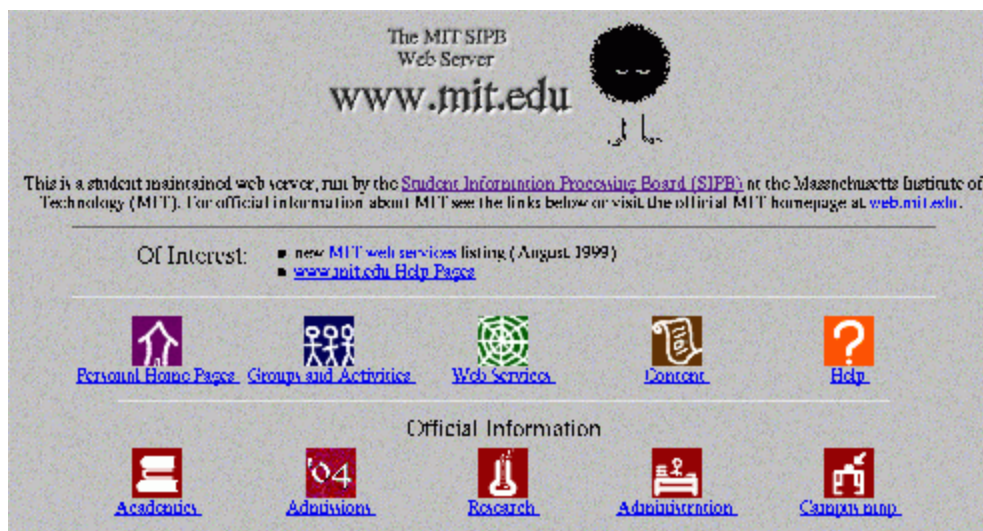 The MIT SIPB
Web Server
www.mit.edu
This is a student maintained web server, run by the Student Information Processing Board (SIPB) at the Massachusetts Institute of
Technology (MIT). For official information about MIT see the links below or visit the official MIT homepage at web.mit.edu.
Of Interest:
new MIT web services listing (August 1999)
www.mit.edu Help Pages
Personal Home Pages Groups and Activities Web Services Content Help
Official Information
'04
Academics Admissions Research Administration Campus map